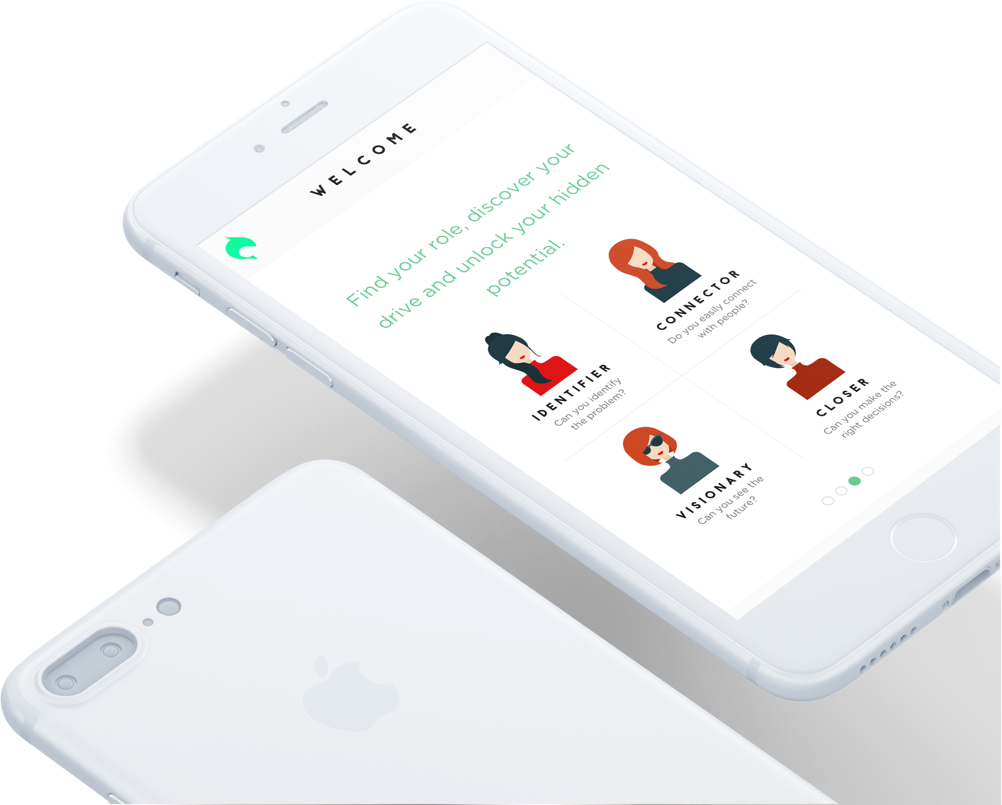 WELCOME
Find your role, discover your
drive and unlock your hidden
potential.
IDENTIFIER
Can you identify
the problem?
CONNECTOR
Do you easily connect
with people?
VISIONARY
Can you see the
future?
CLOSER
Can you make the
right decisions?